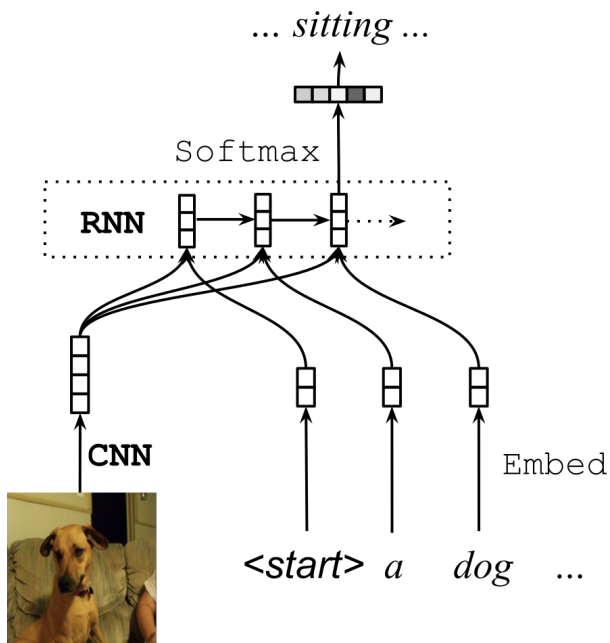 ... sitting ...
Softmax
RNN
CNN
Embed
<start> a dog ...